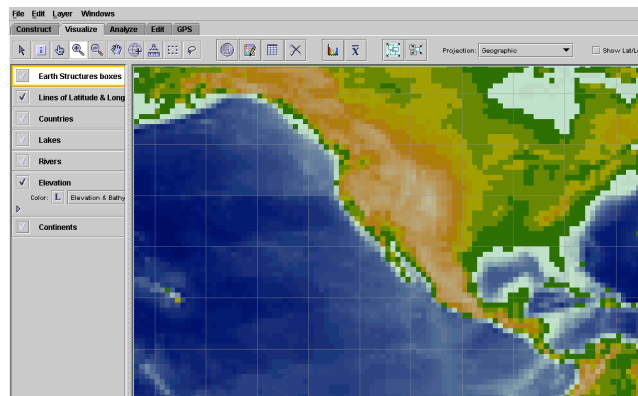 File Edit Layer Windows
Construct Visualize Analyze Edit GPS
Projection: Geographic Show Lat/L
Earth Structures boxes
Lines of Latitude & Long
Countries
Lakes
Rivers
Elevation
Color: L Elevation & Bathy
Continents